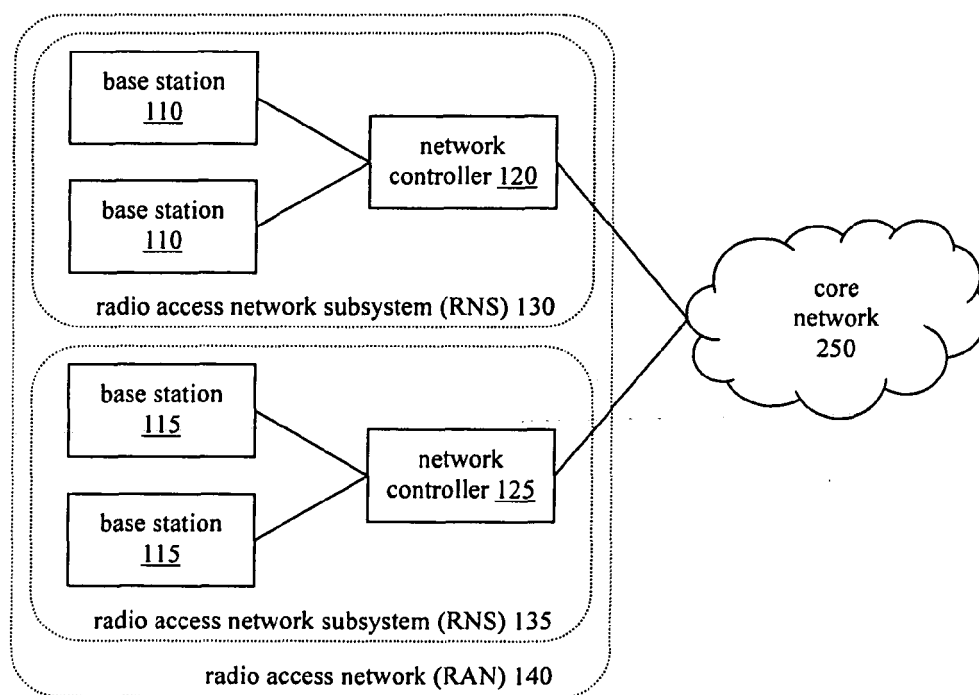 base station
110
base station
110
network
controller 120
radio access network subsystem (RNS) 130
core
network
250
base station
115
base station
115
network
controller 125
radio access network subsystem (RNS) 135
radio access network (RAN) 140